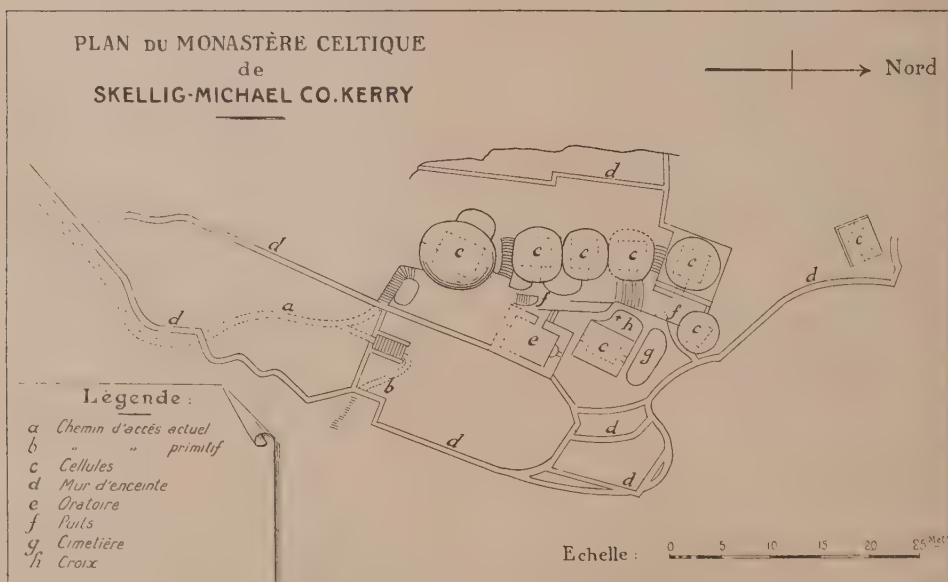 PLAN DU MONASTÈRE CELTIQUE
de
SKELLIG-MICHAEL CO. KERRY
Nord
d
c
d
c
c
c
c
c
d
d
a
f
f
h
c
d
e
c
g
b
d
d
d
Légende :
a Chemin d'accés actuel
b " " primitif
c Cellules
d Mur d'enceinte
e Oratoire
f Puits
g Cimetière
h Croix
Echelle : 0 5 10 15 20 25